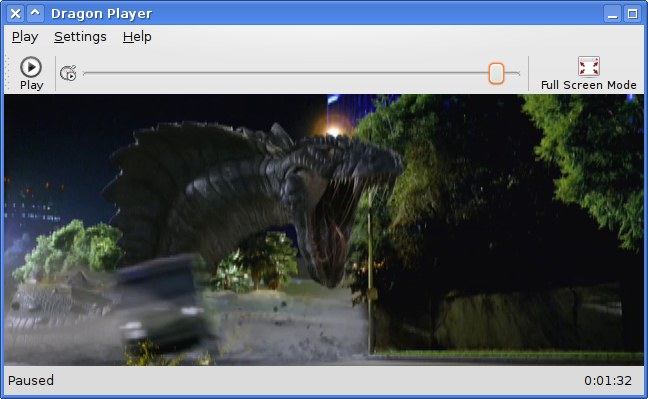 Dragon Player
Play Settings Help
Play
Full Screen Mode
Paused
0:01:32